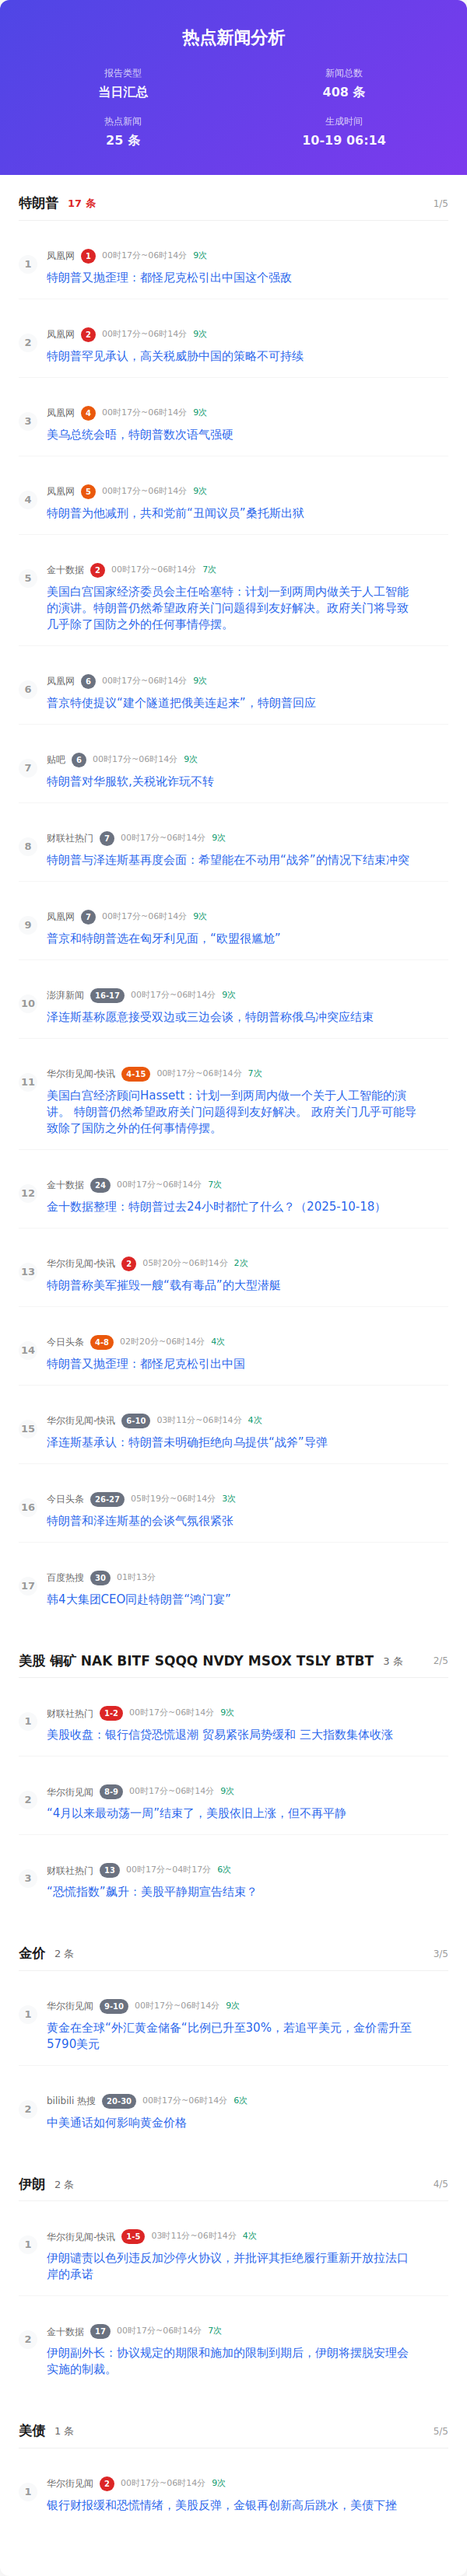 热点新闻分析
报告类型 新闻总数
当日汇总 408 条
热点新闻 生成时间
25 条 10-19 06:14
特朗普 17 条 1/5
凤凰网 1 00时17分~06时14分 9次
1
特朗普又抛歪理：都怪尼克松引出中国这个强敌
凤凰网 2 00时17分~06时14分 9次
2
特朗普罕见承认，高关税威胁中国的策略不可持续
凤凰网 4 00时17分~06时14分 9次
3
美乌总统会晤，特朗普数次语气强硬
凤凰网 5 00时17分~06时14分 9次
4
特朗普为他减刑，共和党前“丑闻议员”桑托斯出狱
金十数据 2 00时17分~06时14分 7次
5
美国白宫国家经济委员会主任哈塞特：计划一到两周内做关于人工智能
的演讲。特朗普仍然希望政府关门问题得到友好解决。政府关门将导致
几乎除了国防之外的任何事情停摆。
凤凰网 6 00时17分~06时14分 9次
6
普京特使提议“建个隧道把俄美连起来”，特朗普回应
贴吧 6 00时17分~06时14分 9次
7
特朗普对华服软,关税讹诈玩不转
财联社热门 7 00时17分~06时14分 9次
8
特朗普与泽连斯基再度会面：希望能在不动用“战斧”的情况下结束冲突
凤凰网 7 00时17分~06时14分 9次
9
普京和特朗普选在匈牙利见面，“欧盟很尴尬”
澎湃新闻 16-17 00时17分~06时14分 9次
10
泽连斯基称愿意接受双边或三边会谈，特朗普称俄乌冲突应结束
华尔街见闻-快讯 4-15 00时17分~06时14分 7次
11
美国白宫经济顾问Hassett：计划一到两周内做一个关于人工智能的演
讲。 特朗普仍然希望政府关门问题得到友好解决。 政府关门几乎可能导
致除了国防之外的任何事情停摆。
金十数据 24 00时17分~06时14分 7次
12
金十数据整理：特朗普过去24小时都忙了什么？（2025-10-18）
华尔街见闻-快讯 2 05时20分~06时14分 2次
13
特朗普称美军摧毁一艘“载有毒品”的大型潜艇
今日头条 4-8 02时20分~06时14分 4次
14
特朗普又抛歪理：都怪尼克松引出中国
华尔街见闻-快讯 6-10 03时11分~06时14分 4次
15
泽连斯基承认：特朗普未明确拒绝向乌提供“战斧”导弹
今日头条 26-27 05时19分~06时14分 3次
16
特朗普和泽连斯基的会谈气氛很紧张
百度热搜 30 01时13分
17
韩4大集团CEO同赴特朗普“鸿门宴”
美股 铜矿 NAK BITF SQQQ NVDY MSOX TSLY BTBT 3 条 2/5
财联社热门 1-2 00时17分~06时14分 9次
1
美股收盘：银行信贷恐慌退潮 贸易紧张局势缓和 三大指数集体收涨
华尔街见闻 8-9 00时17分~06时14分 9次
2
“4月以来最动荡一周”结束了，美股依旧上涨，但不再平静
财联社热门 13 00时17分~04时17分 6次
3
“恐慌指数”飙升：美股平静期宣告结束？
金价 2 条 3/5
华尔街见闻 9-10 00时17分~06时14分 9次
1
黄金在全球“外汇黄金储备“比例已升至30%，若追平美元，金价需升至
5790美元
bilibili 热搜 20-30 00时17分~06时14分 6次
2
中美通话如何影响黄金价格
伊朗 2 条 4/5
华尔街见闻-快讯 1-5 03时11分~06时14分 4次
1
伊朗谴责以色列违反加沙停火协议，并批评其拒绝履行重新开放拉法口
岸的承诺
金十数据 17 00时17分~06时14分 7次
2
伊朗副外长：协议规定的期限和施加的限制到期后，伊朗将摆脱安理会
实施的制裁。
美债 1 条 5/5
华尔街见闻 2 00时17分~06时14分 9次
1
银行财报缓和恐慌情绪，美股反弹，金银再创新高后跳水，美债下挫